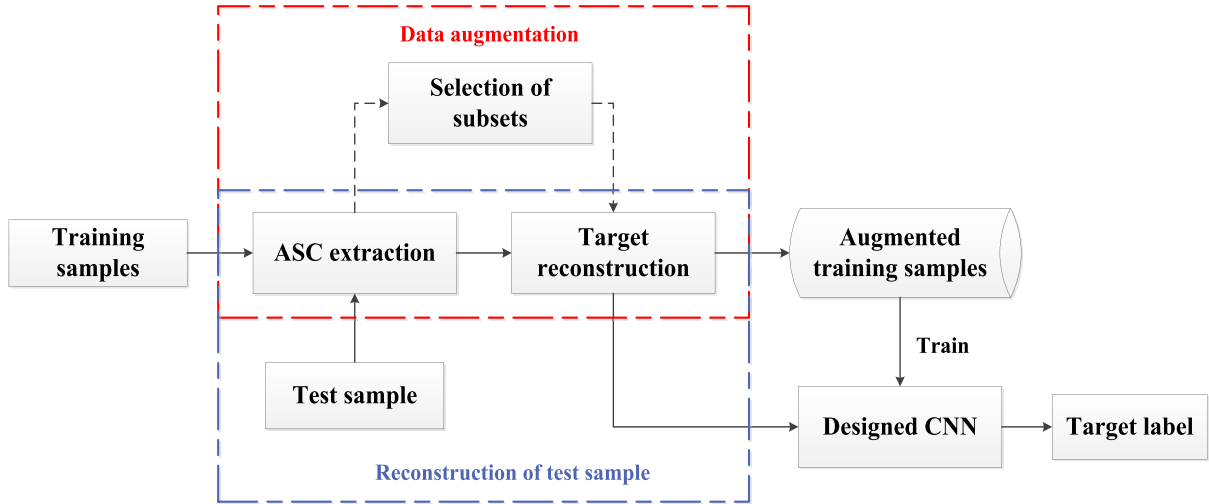 Data augmentation
Selection of
subsets
Training
samples
ASC extraction
Target
reconstruction
Augmented
training samples
Train
Test sample
Designed CNN
Target label
Reconstruction of test sample